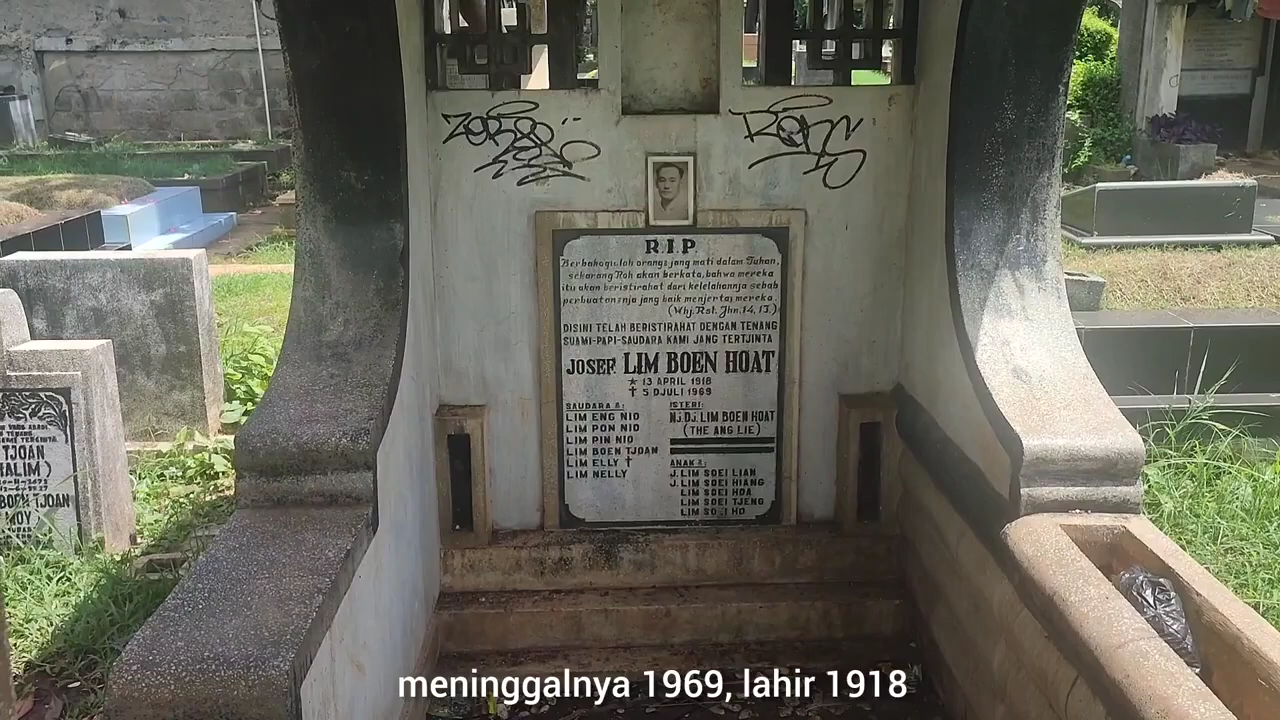 RIP
Berbahagialah orang2 jang mati dalam Tuhan,
sekarang Roh akan berkata, bahwa mereka
itu akan beristirahat dari kelelahannja sebab
perbuatannja jang baik menjertai mereka.
(Why. Rst. Jhn. 14, 13.)
DISINI TELAH BERISTIRAHAT DENGAN TENANG
SUAMI-PAPI-SAUDARA KAMI JANG TERTJINTA
JOSEF LIM BOEN HOAT
★ 13 APRIL 1918
✝ 5 DJULI 1969
SAUDARA 2:
LIM ENG NIO
LIM PON NIO
LIM PIN NIO
LIM BOEN TJOAN
LIM ELLY ✝
LIM NELLY
ISTERI:
NJ.DJ. LIM BOEN HOAT
(THE ANG LIE)
ANAK 2:
J. LIM SOEI LIAN
J. LIM SOEI HIANG
LIM SOEI HOA
LIM SOEI TJENG
LIM SOEI HO
TJOAN
HALIM)
BOEN TJOAN
meninggalnya 1969, lahir 1918